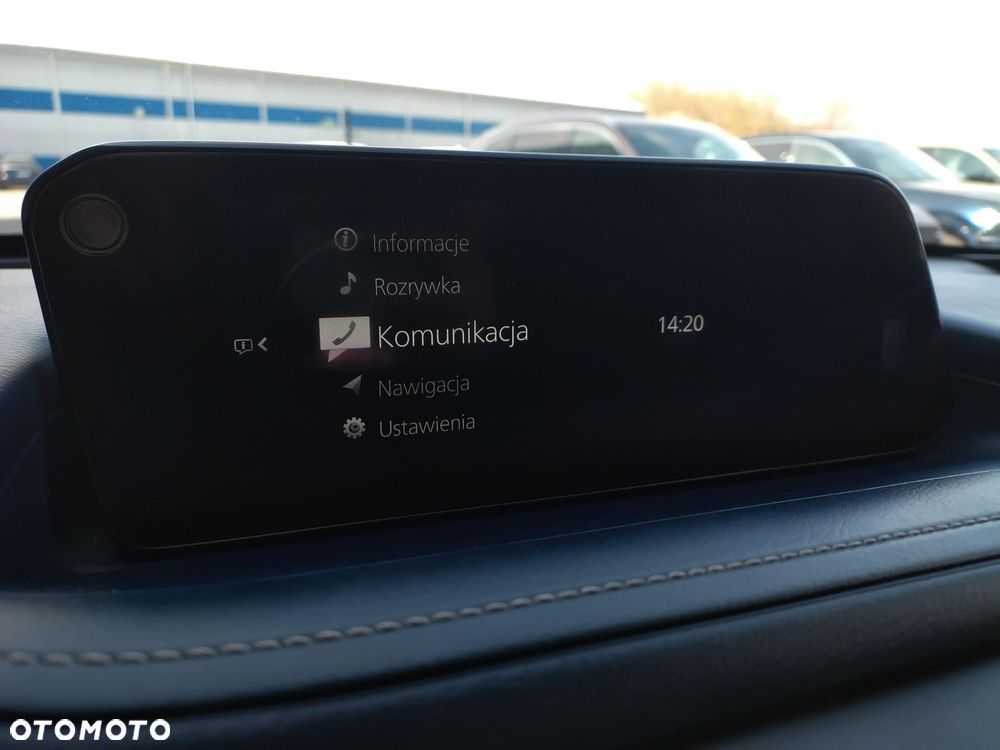 Informacje
Rozrywka
Komunikacja
14:20
Nawigacja
Ustawienia
OTOMOTO